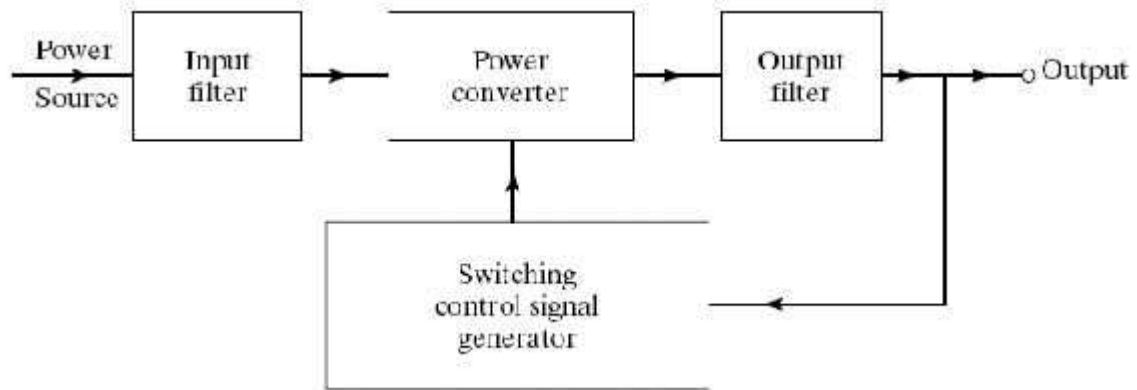 Power
Source
Input
filter
Power
converter
Output
filter
Output
Switching
control signal
generator